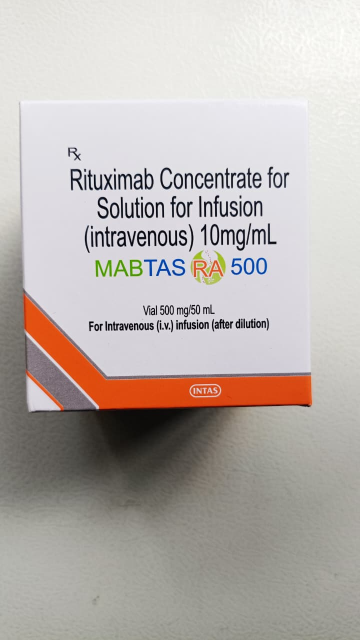 Rx
Rituximab Concentrate for
Solution for Infusion
(intravenous) 10mg/mL
MABTAS RA 500
Vial 500 mg/50 mL
For Intravenous (i.v.) infusion (after dilution)
INTAS